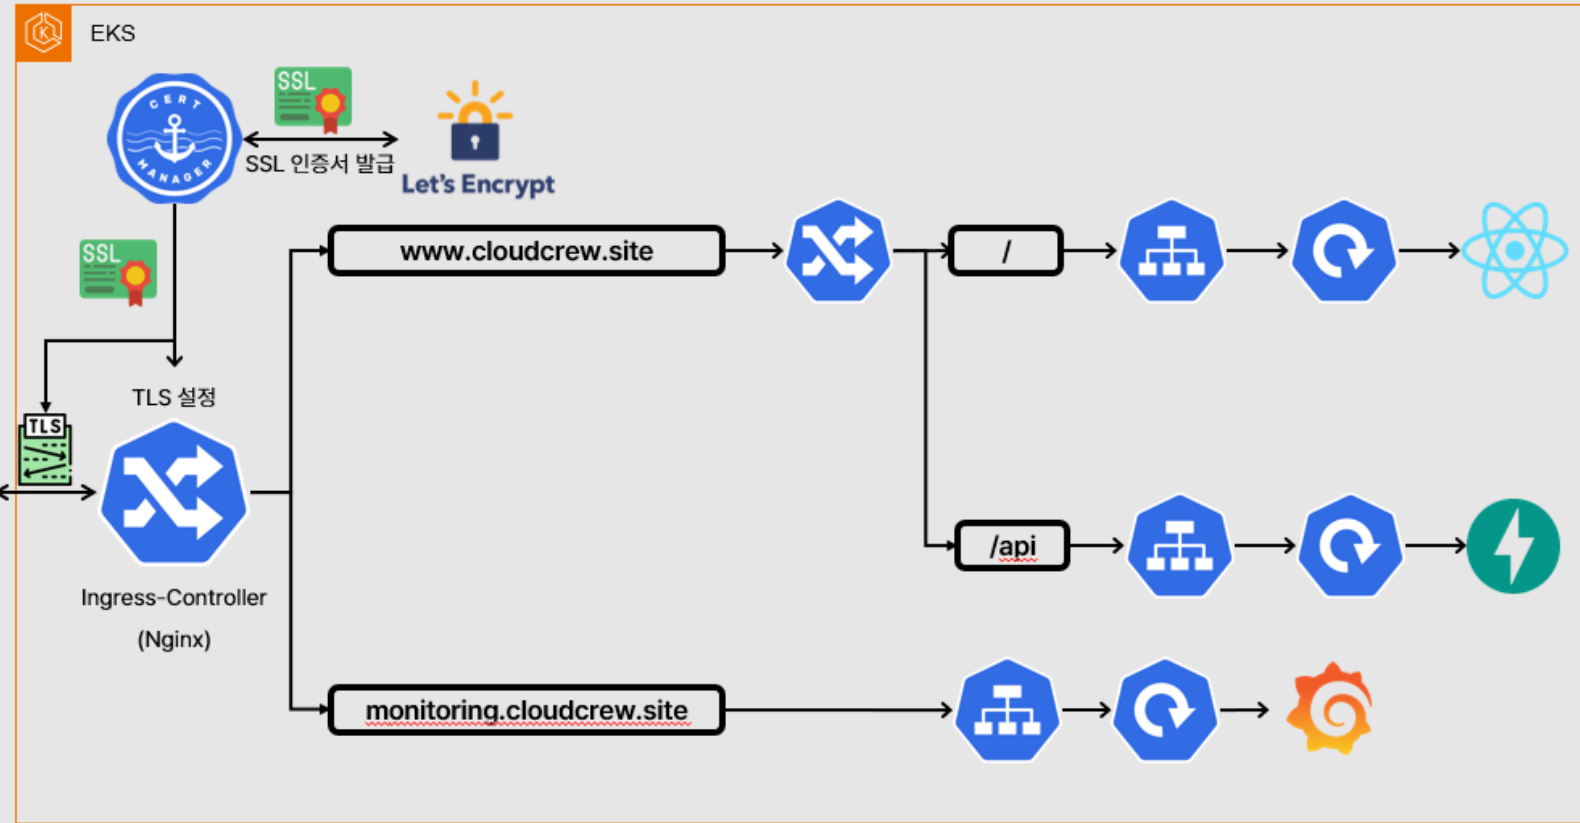 EKS
CERT
MANAGER
SSL
SSL 인증서 발급
Let's Encrypt
SSL
www.cloudcrew.site
/
TLS 설정
TLS
/api
Ingress-Controller
(Nginx)
monitoring.cloudcrew.site